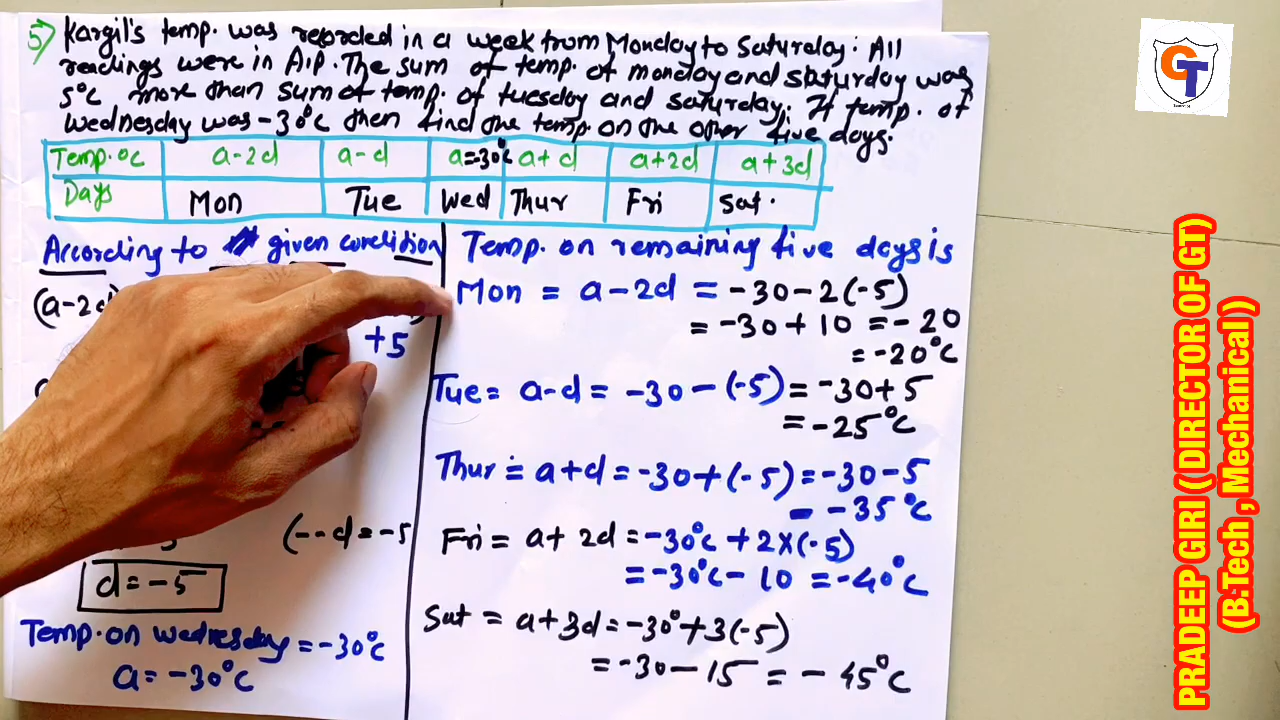 5) Kargil's temp. was recorded in a week from Monday to Saturday. All
readings were in A.P. The sum of temp. of monday and saturday was
5°C more than sum of temp. of tuesday and saturday. If temp. of
Wednesday was -30°C then find the temp. on the other five days.
Temp. °C a-2d a-d a=-30°C a+d a+2d a+3d
Days Mon Tue Wed Thur Fri Sat.
According to given condition
(a-2d)
+5
(-- d=-5
d=-5
Temp. on wednesday = -30°C
a= -30°C
Temp. on remaining five days is
Mon = a-2d = -30-2(-5)
= -30+10 = -20
= -20°C
Tue= a-d= -30-(-5)= -30+5
= -25°C
Thur = a+d= -30+(-5)= -30-5
= -35°C
Fri= a+2d= -30°C+2×(-5)
= -30°C-10 = -40°C
Sat = a+3d= -30°+3(-5)
= -30-15 = -45°C
GT
PRADEEP GIRI (( DIRECTOR OF GT)
(B.Tech , Mechanical )